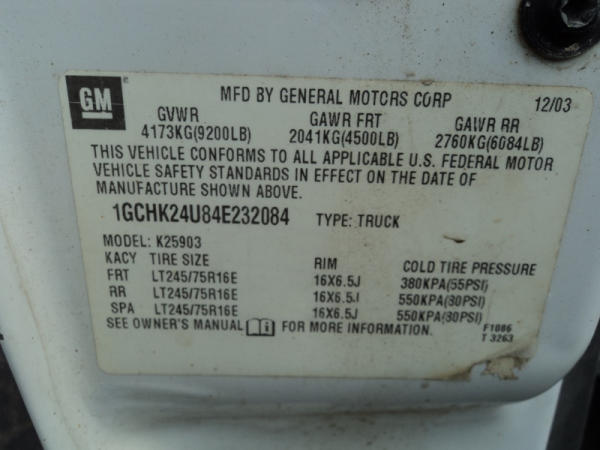 GM
MFD BY GENERAL MOTORS CORP 12/03
GVWR GAWR FRT GAWR RR
4173KG(9200LB) 2041KG(4500LB) 2760KG(6084LB)
THIS VEHICLE CONFORMS TO ALL APPLICABLE U.S. FEDERAL MOTOR
VEHICLE SAFETY STANDARDS IN EFFECT ON THE DATE OF
MANUFACTURE SHOWN ABOVE.
1GCHK24U84E232084 TYPE: TRUCK
MODEL: K25903
KACY TIRE SIZE RIM COLD TIRE PRESSURE
FRT LT245/75R16E 16X6.5J 380KPA(55PSI)
RR LT245/75R16E 16X6.5J 550KPA(80PSI)
SPA LT245/75R16E 16X6.5J 550KPA(80PSI)
SEE OWNER'S MANUAL FOR MORE INFORMATION.
F1086
T 3263